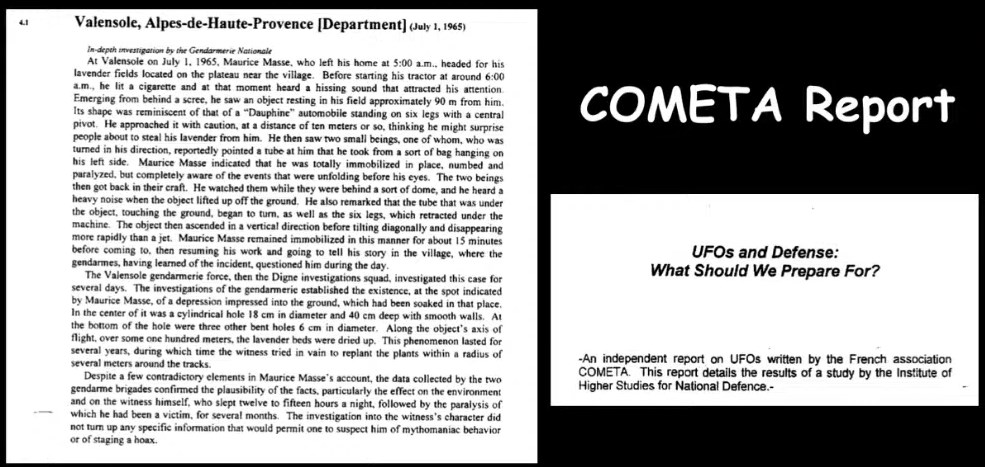 4.1
Valensole, Alpes-de-Haute-Provence [Department] (July 1, 1965)
In-depth investigation by the Gendarmerie Nationale
At Valensole on July 1, 1965, Maurice Masse, who left his home at 5:00 a.m., headed for his
lavender fields located on the plateau near the village. Before starting his tractor at around 6:00
a.m., he lit a cigarette and at that moment heard a hissing sound that attracted his attention.
Emerging from behind a scree, he saw an object resting in his field approximately 90 m from him.
Its shape was reminiscent of that of a "Dauphine" automobile standing on six legs with a central
pivot. He approached it with caution, at a distance of ten meters or so, thinking he might surprise
people about to steal his lavender from him. He then saw two small beings, one of whom, who was
turned in his direction, reportedly pointed a tube at him that he took from a sort of bag hanging on
his left side. Maurice Masse indicated that he was totally immobilized in place, numbed and
paralyzed, but completely aware of the events that were unfolding before his eyes. The two beings
then got back in their craft. He watched them while they were behind a sort of dome, and he heard a
heavy noise when the object lifted up off the ground. He also remarked that the tube that was under
the object, touching the ground, began to turn, as well as the six legs, which retracted under the
machine. The object then ascended in a vertical direction before tilting diagonally and disappearing
more rapidly than a jet. Maurice Masse remained immobilized in this manner for about 15 minutes
before coming to, then resuming his work and going to tell his story in the village, where the
gendarmes, having learned of the incident, questioned him during the day.
The Valensole gendarmerie force, then the Digne investigations squad, investigated this case for
several days. The investigations of the gendarmerie established the existence, at the spot indicated
by Maurice Masse, of a depression impressed into the ground, which had been soaked in that place.
In the center of it was a cylindrical hole 18 cm in diameter and 40 cm deep with smooth walls. At
the bottom of the hole were three other bent holes 6 cm in diameter. Along the object's axis of
flight, over some one hundred meters, the lavender beds were dried up. This phenomenon lasted for
several years, during which time the witness tried in vain to replant the plants within a radius of
several meters around the tracks.
Despite a few contradictory elements in Maurice Masse's account, the data collected by the two
gendarme brigades confirmed the plausibility of the facts, particularly the effect on the environment
and on the witness himself, who slept twelve to fifteen hours a night, followed by the paralysis of
which he had been a victim, for several months. The investigation into the witness's character did
not turn up any specific information that would permit one to suspect him of mythomaniac behavior
or of staging a hoax.
COMETA Report
UFOs and Defense:
What Should We Prepare For?
-An independent report on UFOs written by the French association
COMETA. This report details the results of a study by the Institute of
Higher Studies for National Defence.-